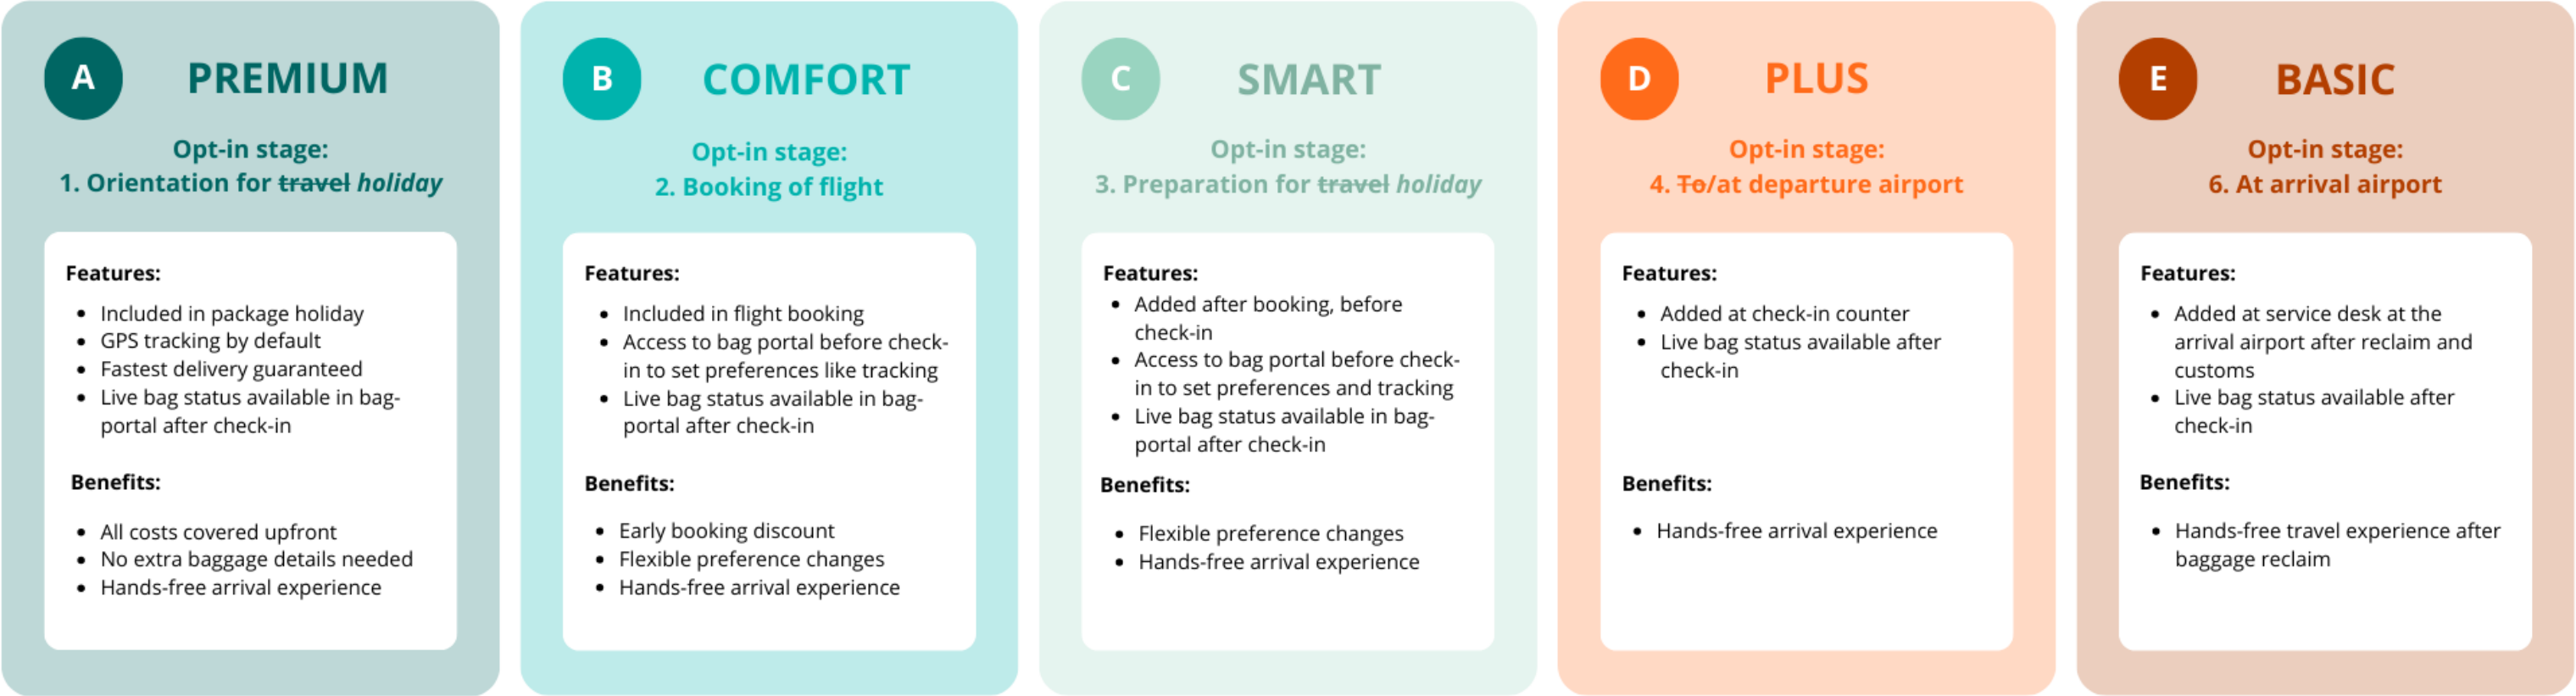 A PREMIUM
Opt-in stage:
1. Orientation for travel holiday
Features:
• Included in package holiday
• GPS tracking by default
• Fastest delivery guaranteed
• Live bag status available in bag-
portal after check-in
Benefits:
• All costs covered upfront
• No extra baggage details needed
• Hands-free arrival experience
B COMFORT
Opt-in stage:
2. Booking of flight
Features:
• Included in flight booking
• Access to bag portal before check-
in to set preferences like tracking
• Live bag status available in bag-
portal after check-in
Benefits:
• Early booking discount
• Flexible preference changes
• Hands-free arrival experience
C SMART
Opt-in stage:
3. Preparation for travel holiday
Features:
• Added after booking, before
check-in
• Access to bag portal before check-
in to set preferences and tracking
• Live bag status available in bag-
portal after check-in
Benefits:
• Flexible preference changes
• Hands-free arrival experience
D PLUS
Opt-in stage:
4. To/at departure airport
Features:
• Added at check-in counter
• Live bag status available after
check-in
Benefits:
• Hands-free arrival experience
E BASIC
Opt-in stage:
6. At arrival airport
Features:
• Added at service desk at the
arrival airport after reclaim and
customs
• Live bag status available after
check-in
Benefits:
• Hands-free travel experience after
baggage reclaim